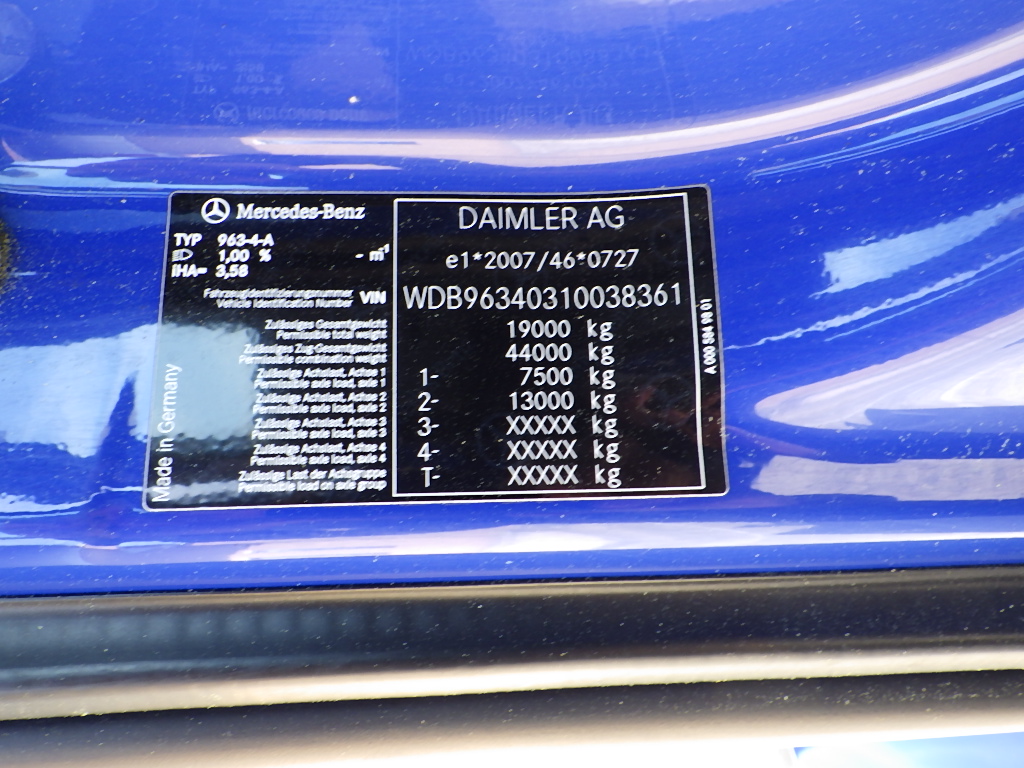 Mercedes-Benz
TYP 963-4-A
1,00 % - m⁻¹
IHA= 3,58
Fahrzeugidentifizierungsnummer
Vehicle Identification Number VIN
Zulässiges Gesamtgewicht
Permissible total weight
Zulässige Zug-Gesamtgewicht
Permissible combination weight
Zulässige Achslast, Achse 1
Permissible axle load, axle 1
Zulässige Achslast, Achse 2
Permissible axle load, axle 2
Zulässige Achslast, Achse 3
Permissible axle load, axle 3
Zulässige Achslast, Achse 4
Permissible axle load, axle 4
Zulässige Last der Achsgruppe
Permissible load on axle group
Made in Germany
DAIMLER AG
e1*2007/46*0727
WDB96340310038361
19000 kg
44000 kg
1- 7500 kg
2- 13000 kg
3- XXXXX kg
4- XXXXX kg
T- XXXXX kg
A 000 584 98 01